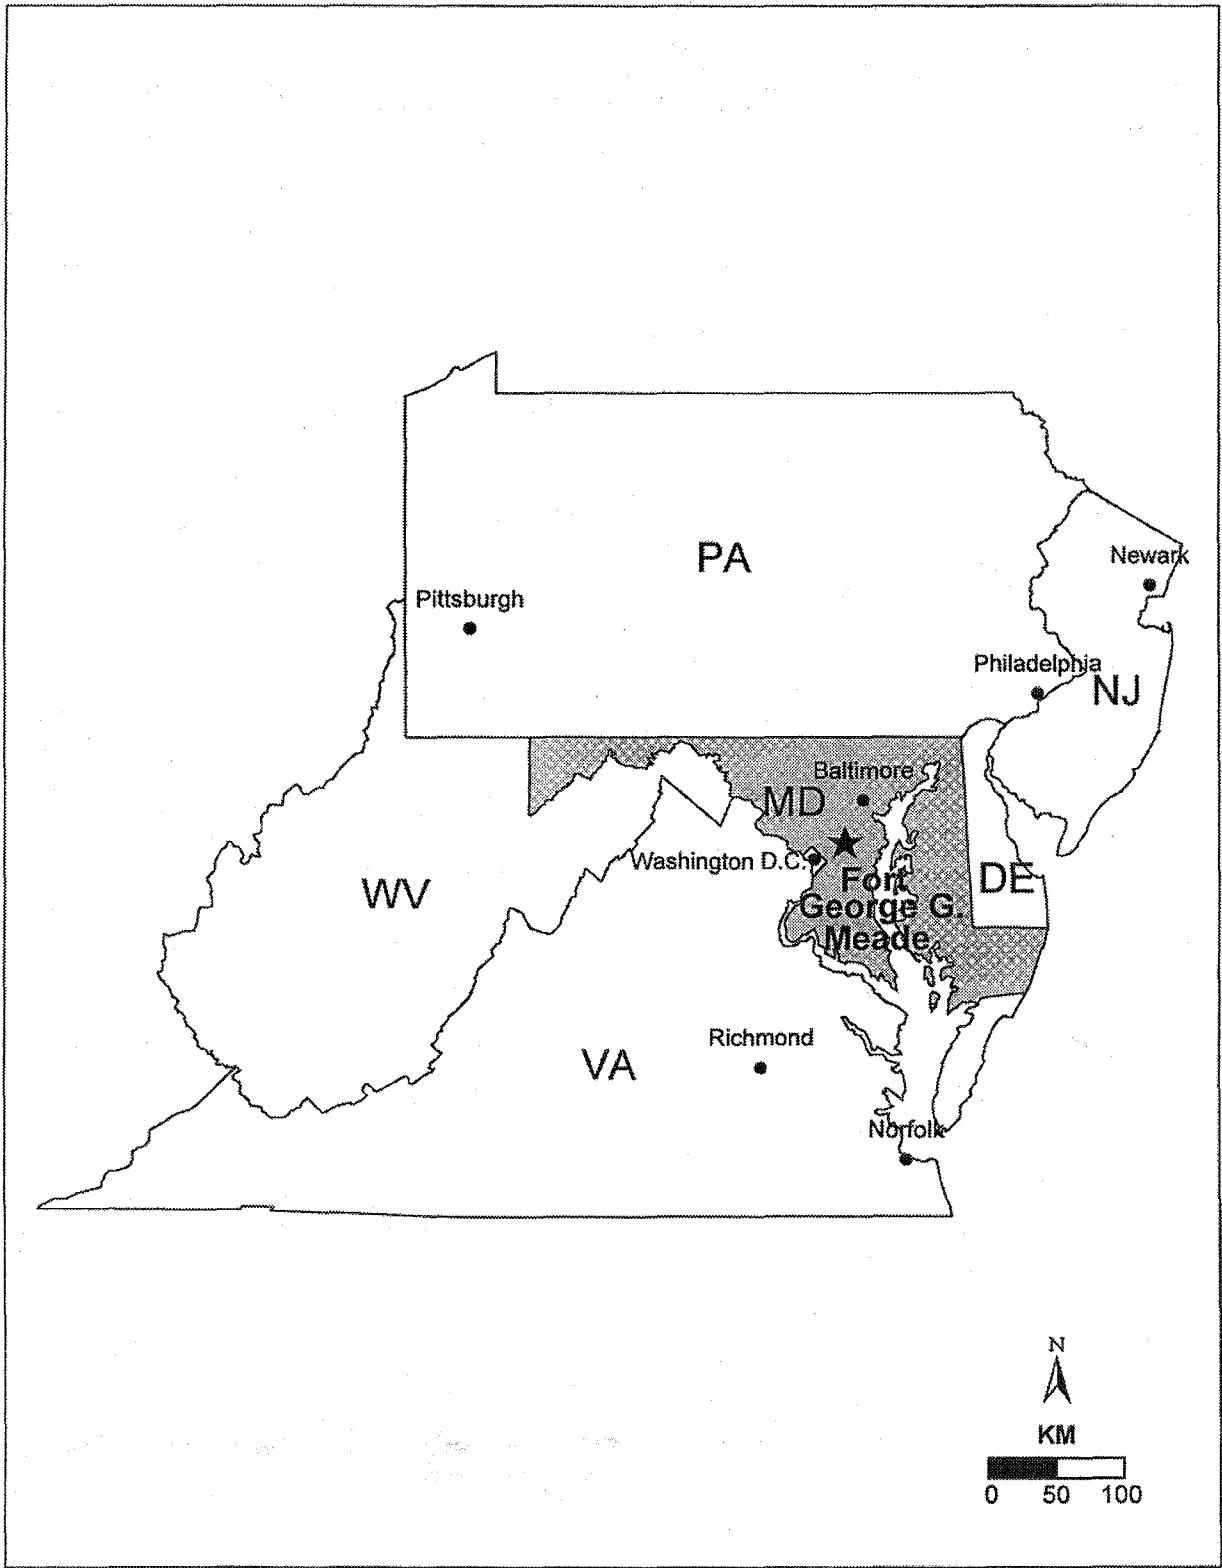 PA
Newark
Pittsburgh
Philadelphia
NJ
Baltimore
MD
Washington D.C.
WV
DE
Fort
George G.
Meade
Richmond
VA
Norfolk
N
KM
0 50 100